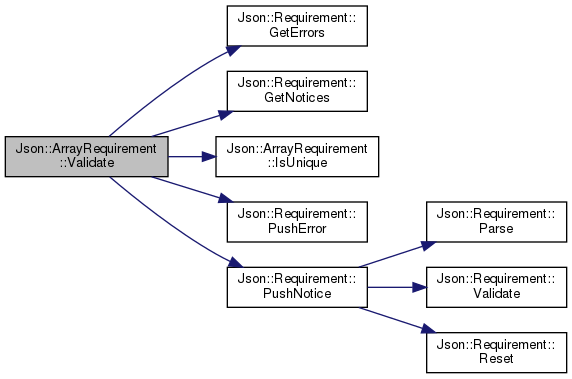 Json::ArrayRequirement
::Validate
Json::Requirement::
GetErrors
Json::Requirement::
GetNotices
Json::ArrayRequirement
::IsUnique
Json::Requirement::
PushError
Json::Requirement::
PushNotice
Json::Requirement::
Parse
Json::Requirement::
Validate
Json::Requirement::
Reset